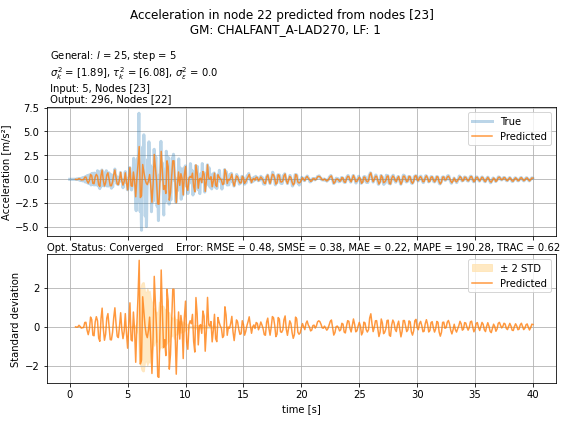 Acceleration in node 22 predicted from nodes [23]
GM: CHALFANT_A-LAD270, LF: 1
General: l = 25, step = 5
σ²ₖ = [1.89], τ²ₖ = [6.08], σ²ε = 0.0
Input: 5, Nodes [23]
Output: 296, Nodes [22]
Acceleration [m/s²]
7.5
5.0
2.5
0.0
−2.5
−5.0
True
Predicted
Opt. Status: Converged Error: RMSE = 0.48, SMSE = 0.38, MAE = 0.22, MAPE = 190.28, TRAC = 0.62
Standard deviation
2
0
−2
± 2 STD
Predicted
0 5 10 15 20 25 30 35 40
time [s]